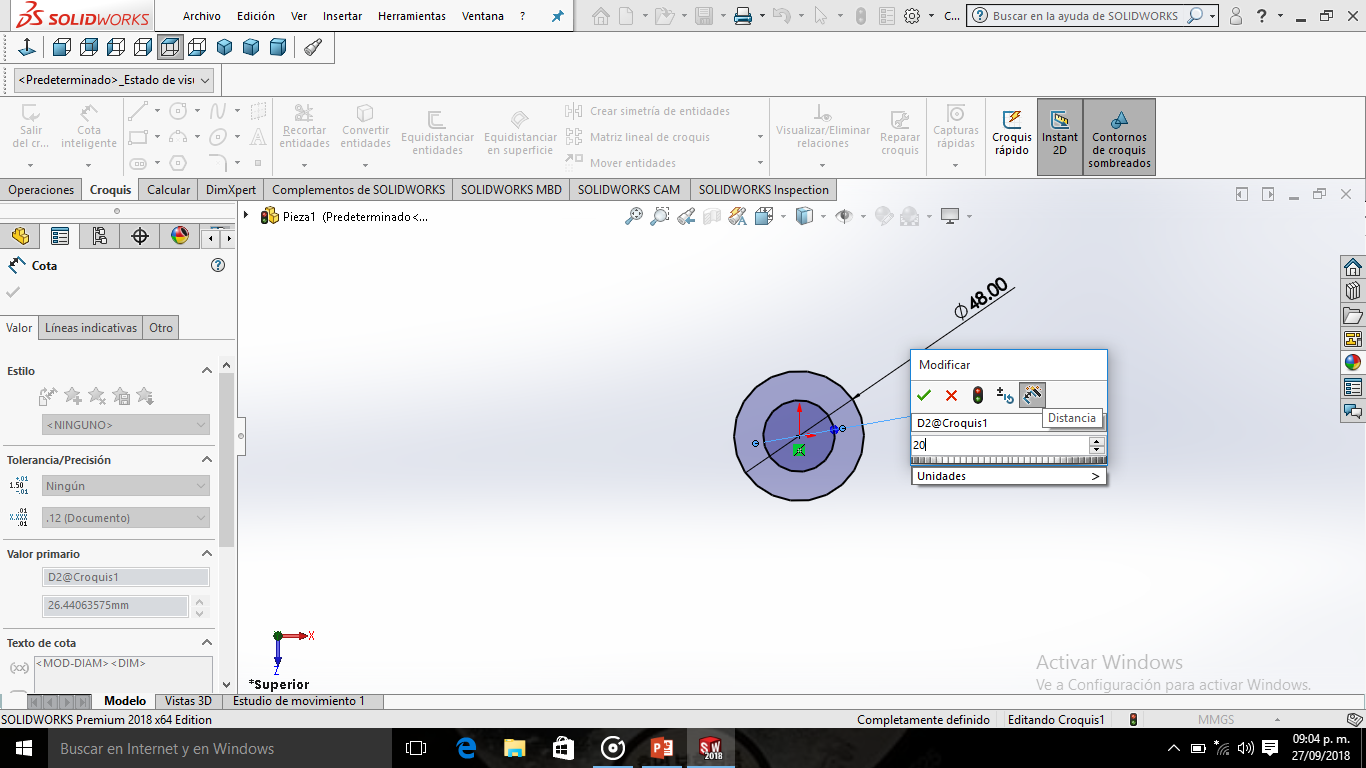 SOLIDWORKS
Archivo Edición Ver Insertar Herramientas Ventana ?
C...
Buscar en la ayuda de SOLIDWORKS
?
<Predeterminado>_Estado de visu
Salir del cr...
Cota inteligente
Recortar entidades
Convertir entidades
Equidistanciar entidades
Equidistanciar en superficie
Crear simetría de entidades
Matriz lineal de croquis
Mover entidades
Visualizar/Eliminar relaciones
Reparar croquis
Capturas rápidas
Croquis rápido
Instant 2D
Contornos de croquis sombreados
Operaciones Croquis Calcular DimXpert Complementos de SOLIDWORKS SOLIDWORKS MBD SOLIDWORKS CAM SOLIDWORKS Inspection
Pieza1 (Predeterminado<...
Cota
?
Valor Líneas indicativas Otro
Estilo
<NINGUNO>
Tolerancia/Precisión
Ningún
.12 (Documento)
Valor primario
D2@Croquis1
26.44063575mm
Texto de cota
<MOD-DIAM><DIM>
∅48.00
Modificar
Distancia
D2@Croquis1
20
Unidades >
X
Z
*Superior
Activar Windows
Ve a Configuración para activar Windows.
Modelo Vistas 3D Estudio de movimiento 1
SOLIDWORKS Premium 2018 x64 Edition
Completamente definido Editando Croquis1 MMGS
Buscar en Internet y en Windows
09:04 p. m.
27/09/2018